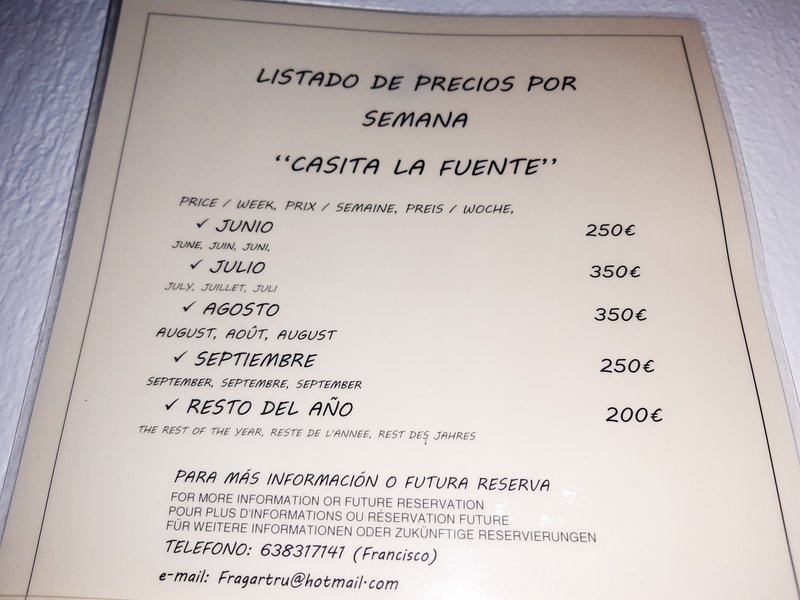 LISTADO DE PRECIOS POR
SEMANA
‘‘CASITA LA FUENTE’’
PRICE / WEEK, PRIX / SEMAINE, PREIS / WOCHE,
✓ JUNIO 250€
JUNE, JUIN, JUNI,
✓ JULIO 350€
JULY, JUILLET, JULI
✓ AGOSTO 350€
AUGUST, AOÛT, AUGUST
✓ SEPTIEMBRE 250€
SEPTEMBER, SEPTEMBRE, SEPTEMBER
✓ RESTO DEL AÑO 200€
THE REST OF THE YEAR, RESTE DE L'ANNEE, REST DES JAHRES
PARA MÁS INFORMACIÓN O FUTURA RESERVA
FOR MORE INFORMATION OR FUTURE RESERVATION
POUR PLUS D'INFORMATIONS OU RÉSERVATION FUTURE
FÜR WEITERE INFORMATIONEN ODER ZUKÜNFTIGE RESERVIERUNGEN
TELEFONO: 638317141 (Francisco)
e-mail: Fragartru@hotmail.com